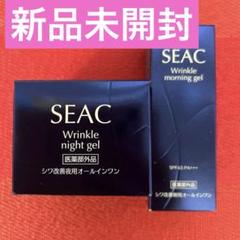 新品未開封
SEAC
Wrinkle
night gel
医薬部外品
シワ改善夜用オールインワン
SEAC
Wrinkle
morning gel
医薬部外品
シワ改善朝用オールインワン